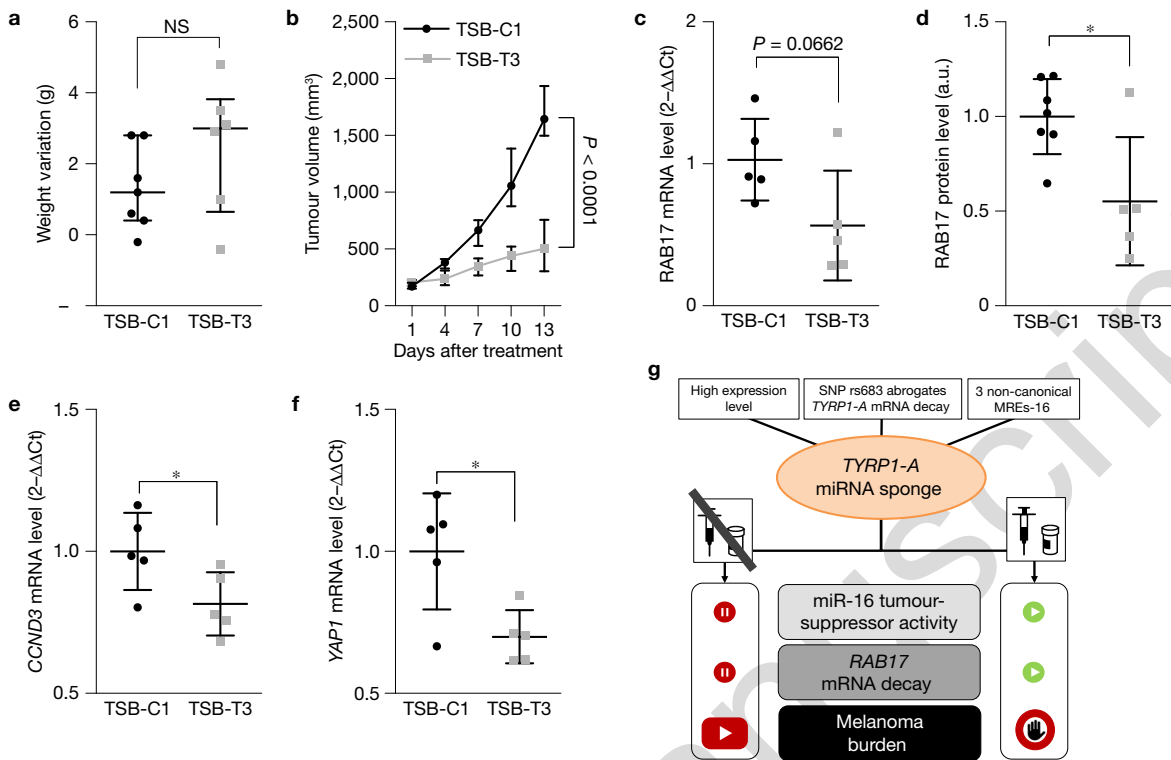 a
6
4
2
0
–
Weight variation (g)
NS
TSB-C1
TSB-T3
b
2,500
2,000
1,500
1,000
500
0
Tumour volume (mm³)
TSB-C1
TSB-T3
P < 0.0001
1
4
7
10
13
Days after treatment
c
2
1
0
RAB17 mRNA level (2–ΔΔCt)
P = 0.0662
TSB-C1
TSB-T3
d
1.5
1.0
0.5
0
RAB17 protein level (a.u.)
*
TSB-C1
TSB-T3
e
1.5
1.0
0.5
CCND3 mRNA level (2–ΔΔCt)
*
TSB-C1
TSB-T3
f
1.5
1.0
0.5
YAP1 mRNA level (2–ΔΔCt)
*
TSB-C1
TSB-T3
g
High expression
level
SNP rs683 abrogates
TYRP1-A mRNA decay
3 non-canonical
MREs-16
TYRP1-A
miRNA sponge
miR-16 tumour-
suppressor activity
RAB17
mRNA decay
Melanoma
burden